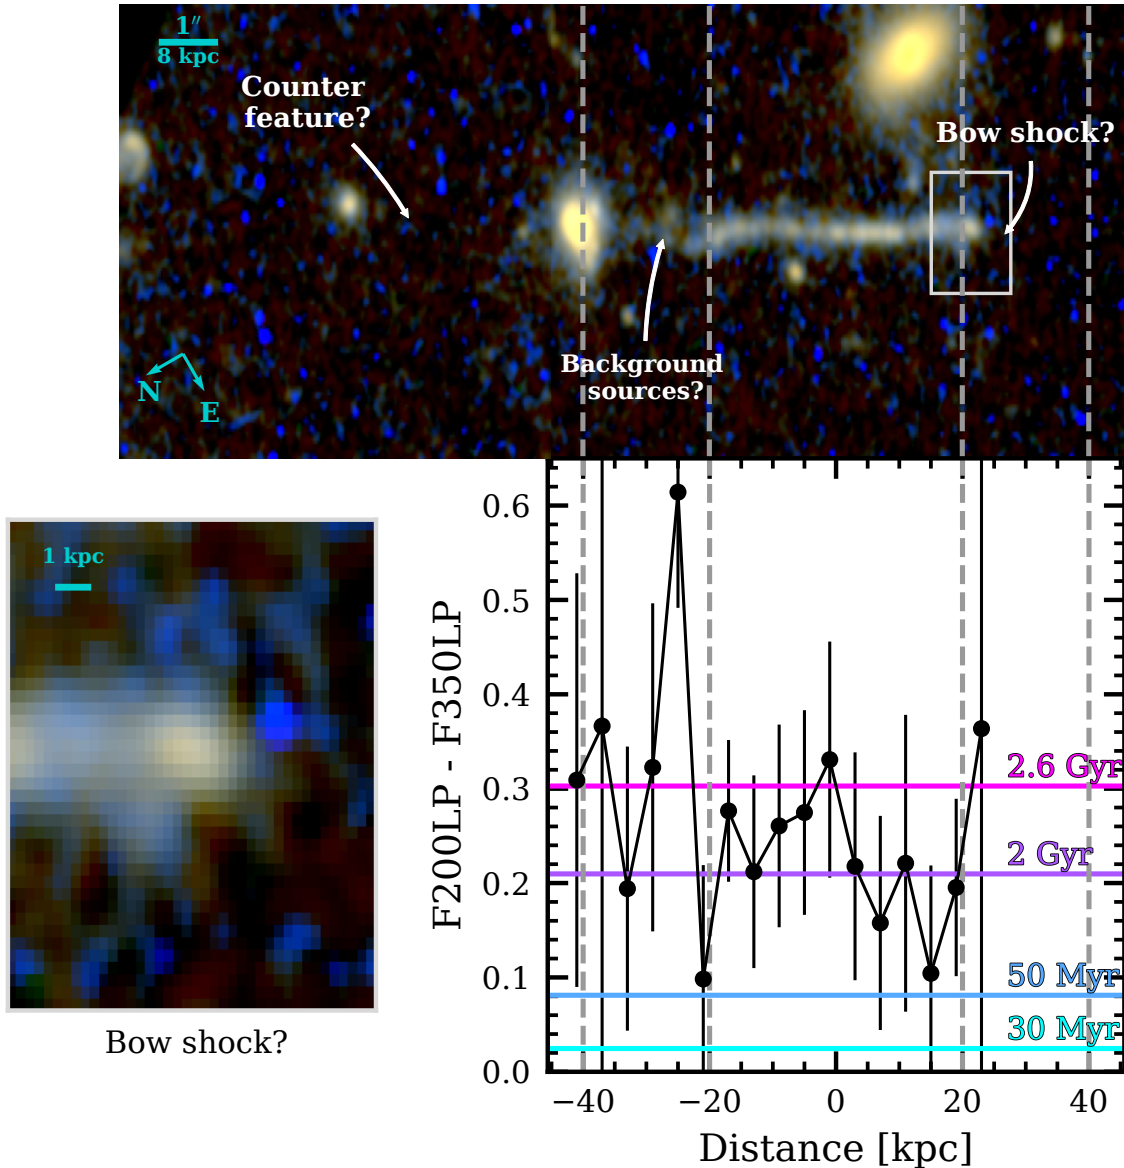 1″
8 kpc
Counter
feature?
Bow shock?
Background
sources?
N
E
1 kpc
Bow shock?
F200LP - F350LP
0.6
0.5
0.4
0.3
0.2
0.1
0.0
2.6 Gyr
2 Gyr
50 Myr
30 Myr
−40
−20
0
20
40
Distance [kpc]